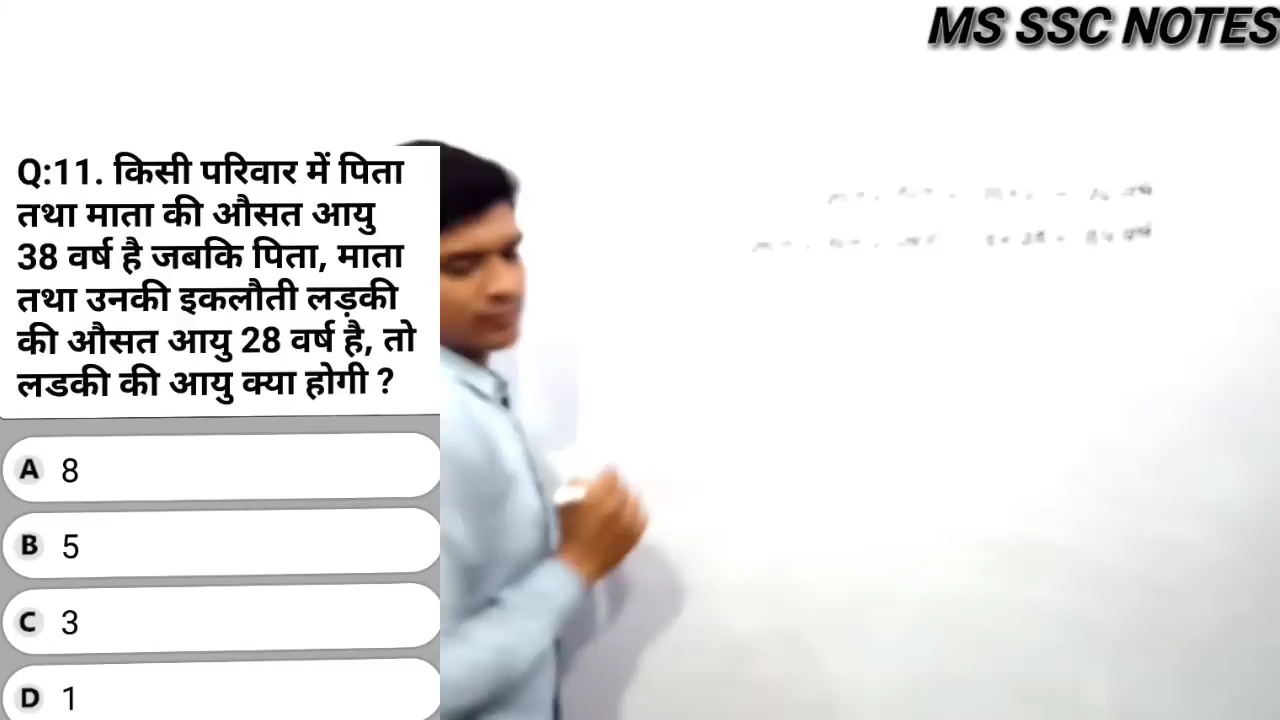 MS SSC NOTES
Q:11. किसी परिवार में पिता
तथा माता की औसत आयु
38 वर्ष है जबकि पिता, माता
तथा उनकी इकलौती लड़की
की औसत आयु 28 वर्ष है, तो
लडकी की आयु क्या होगी ?
A 8
B 5
C 3
D 1